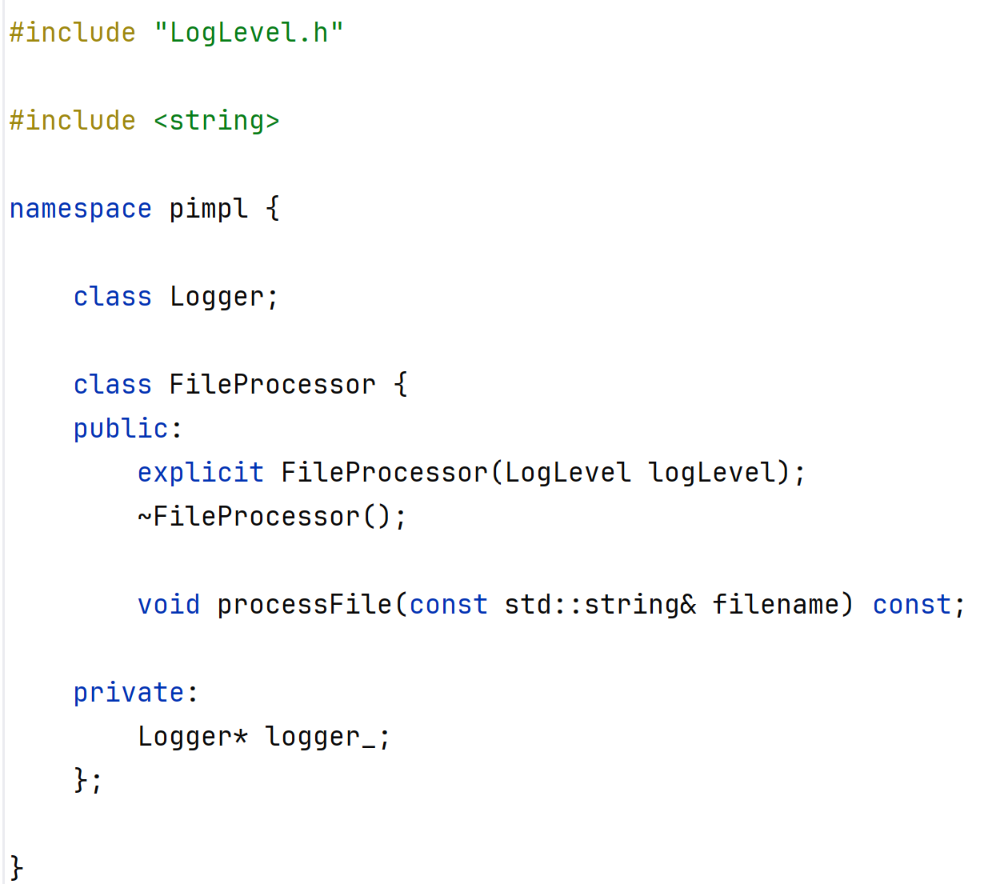 #include "LogLevel.h"
#include <string>
namespace pimpl {
    class Logger;
    class FileProcessor {
    public:
        explicit FileProcessor(LogLevel logLevel);
        ~FileProcessor();
        void processFile(const std::string& filename) const;
    private:
        Logger* logger_;
    };
}